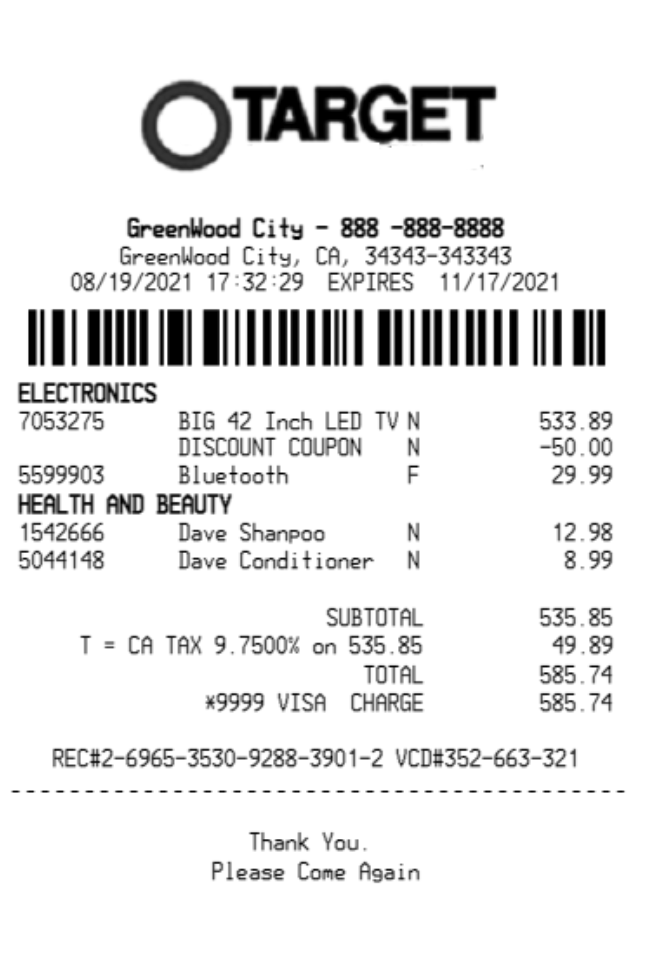 TARGET
GreenWood City - 888 -888-8888
GreenWood City, CA, 34343-343343
08/19/2021 17:32:29 EXPIRES 11/17/2021
ELECTRONICS
7053275 BIG 42 Inch LED TV N 533.89
DISCOUNT COUPON N -50.00
5599903 Bluetooth F 29.99
HEALTH AND BEAUTY
1542666 Dave Shanpoo N 12.98
5044148 Dave Conditioner N 8.99
SUBTOTAL 535.85
T = CA TAX 9.7500% on 535.85 49.89
TOTAL 585.74
*9999 VISA CHARGE 585.74
REC#2-6965-3530-9288-3901-2 VCD#352-663-321
Thank You.
Please Come Again